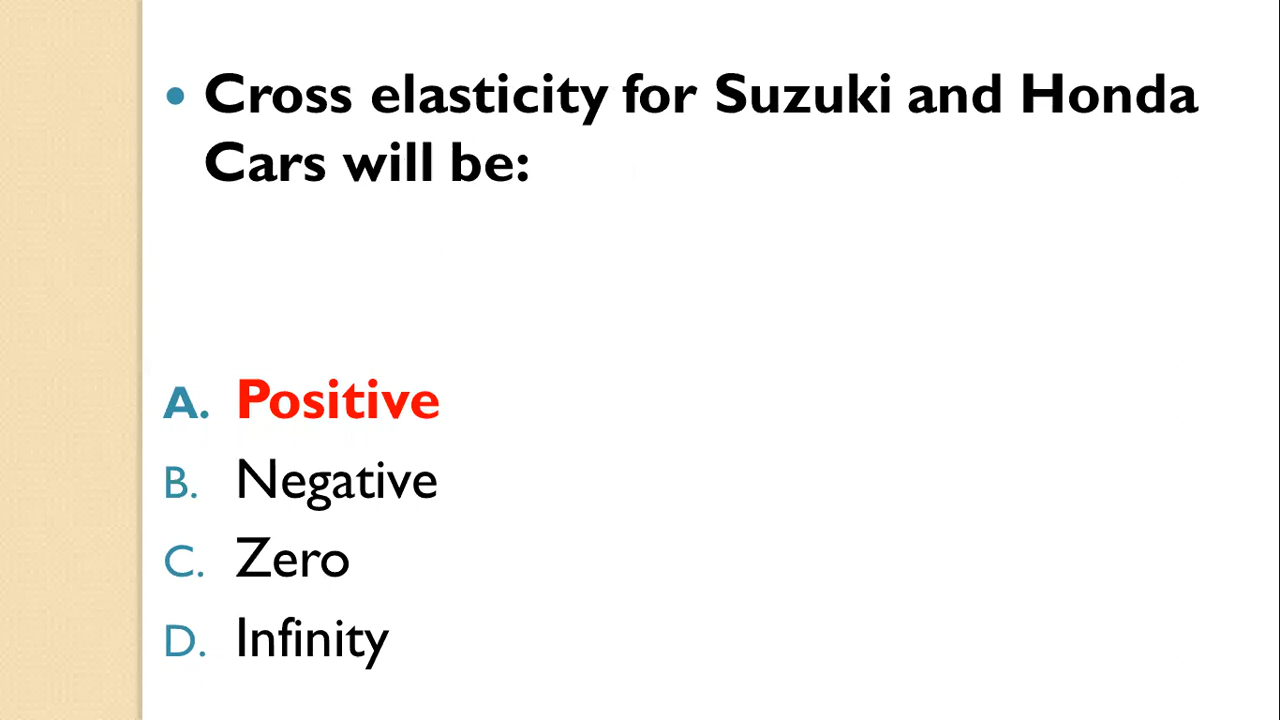 • Cross elasticity for Suzuki and Honda
Cars will be:
A. Positive
B. Negative
C. Zero
D. Infinity